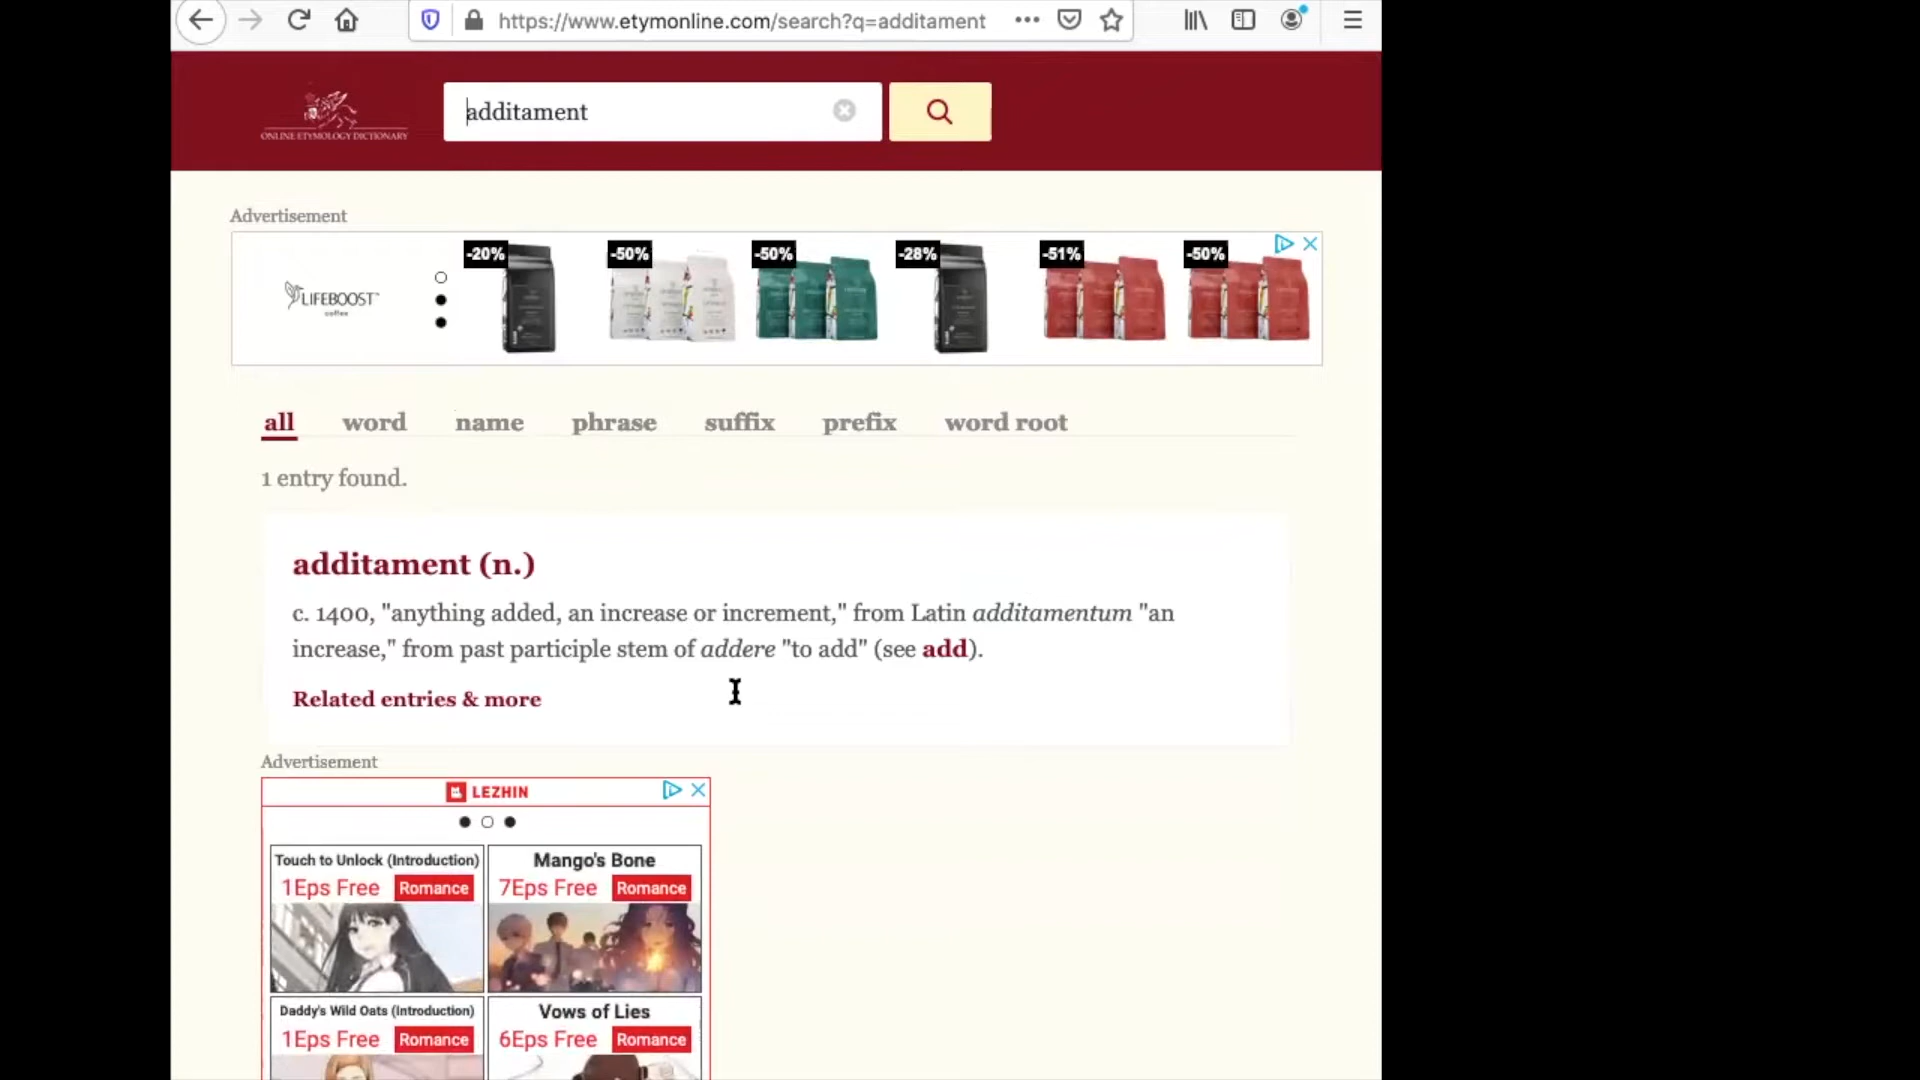 https://www.etymonline.com/search?q=additament
ONLINE ETYMOLOGY DICTIONARY
additament
Advertisement
LIFEBOOST
coffee
-20%
-50%
-50%
-28%
-51%
-50%
all word name phrase suffix prefix word root
1 entry found.
additament (n.)
c. 1400, "anything added, an increase or increment," from Latin additamentum "an
increase," from past participle stem of addere "to add" (see add).
Related entries & more
Advertisement
LEZHIN
Touch to Unlock (Introduction)
1Eps Free Romance
Mango's Bone
7Eps Free Romance
Daddy's Wild Oats (Introduction)
1Eps Free Romance
Vows of Lies
6Eps Free Romance